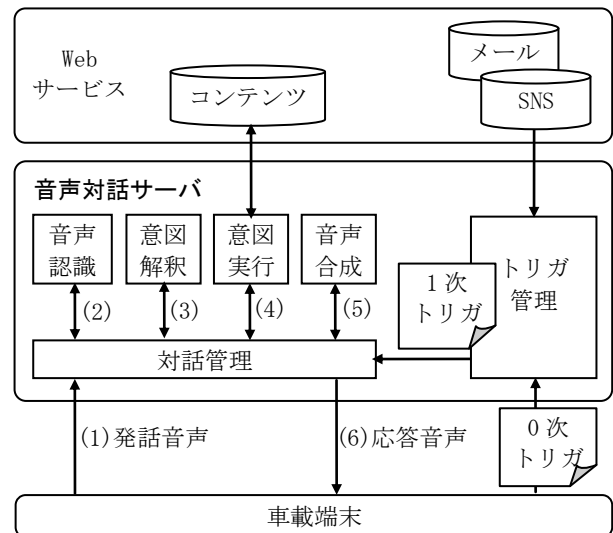 Web
サービス
コンテンツ
メール
SNS
音声対話サーバ
音声
認識
意図
解釈
意図
実行
音声
合成
トリガ
管理
1次
トリガ
(2)
(3)
(4)
(5)
対話管理
(1)発話音声
(6)応答音声
0次
トリガ
車載端末